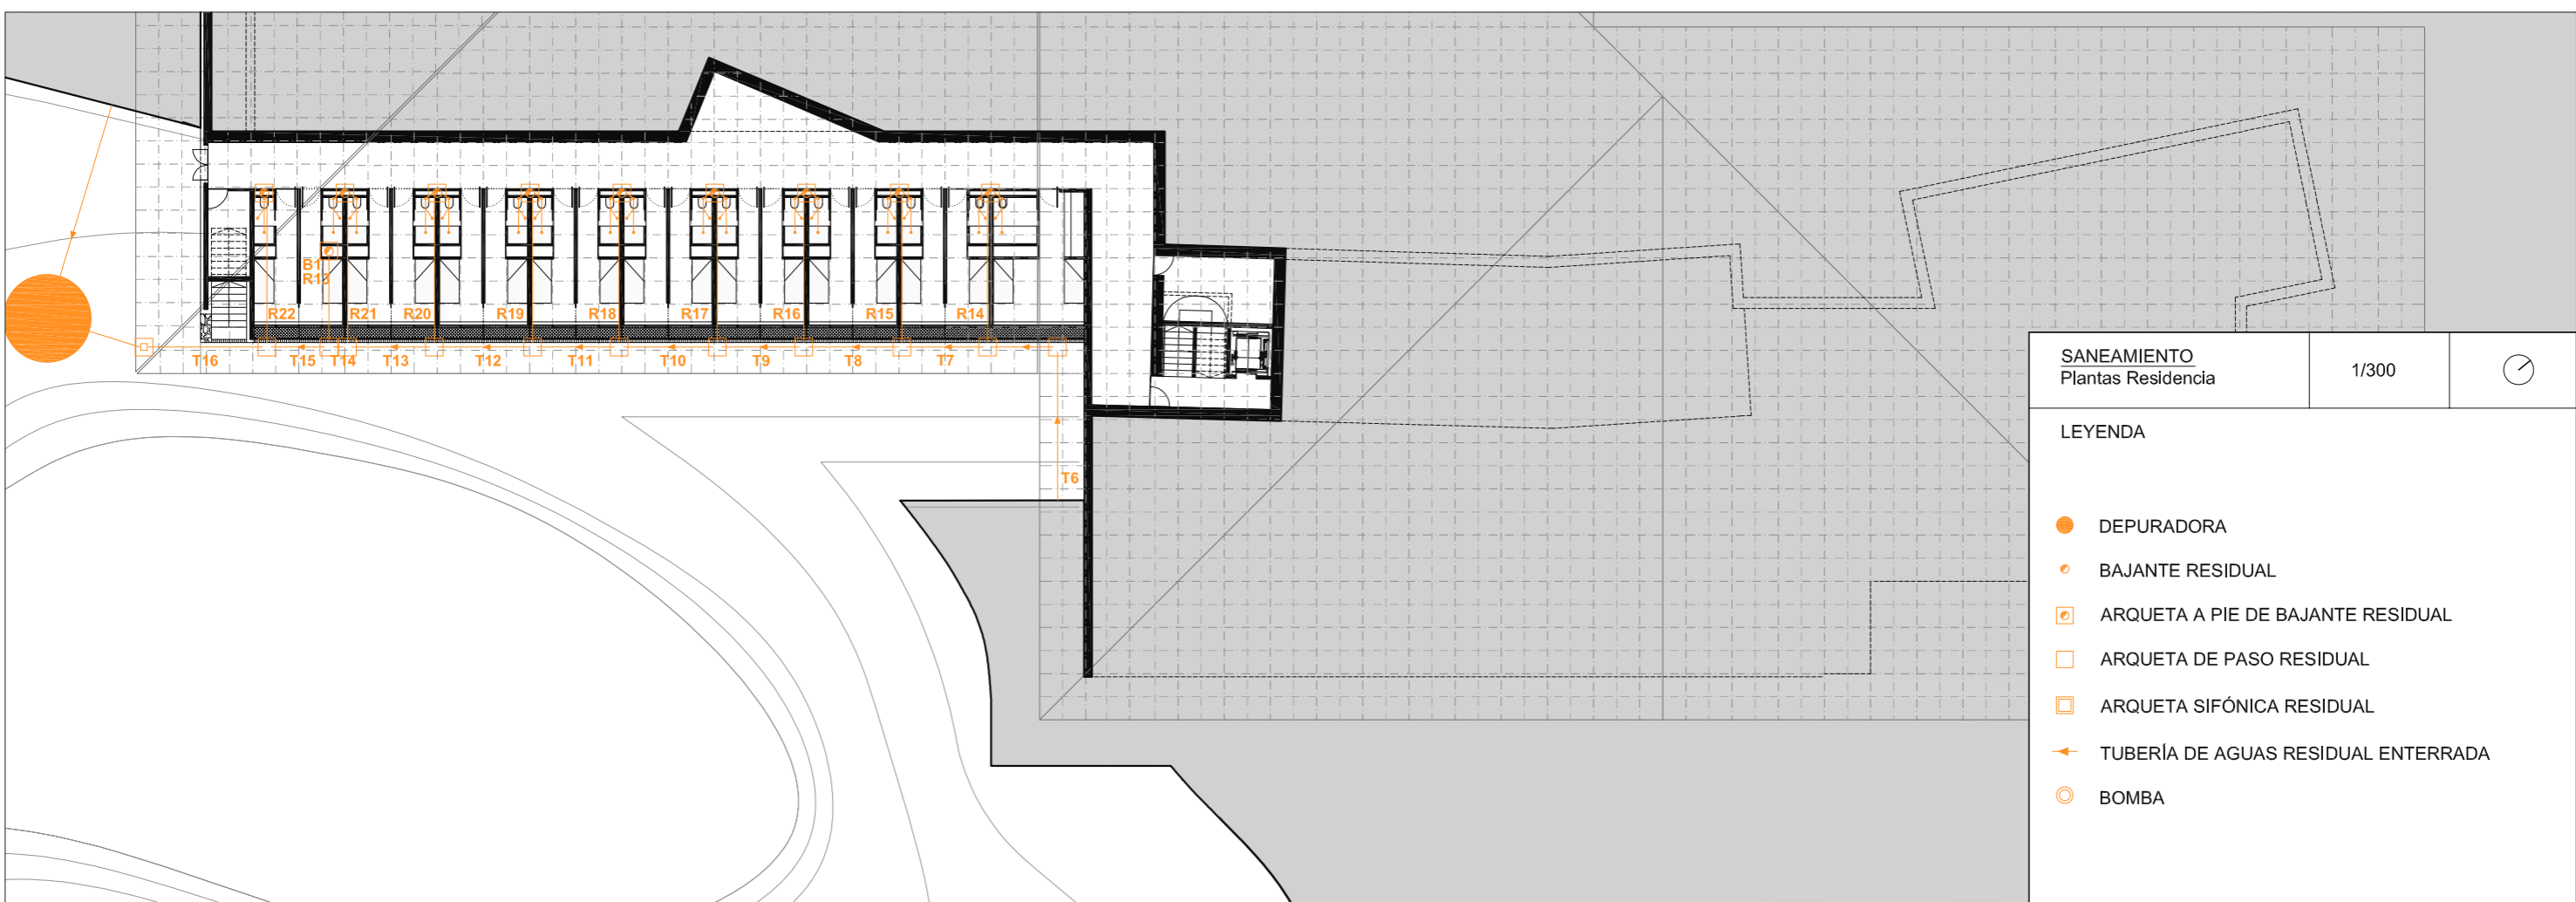 B1
R13
R22
R21
R20
R19
R18
R17
R16
R15
R14
T16
T15
T14
T13
T12
T11
T10
T9
T8
T7
T6
SANEAMIENTO
Plantas Residencia
1/300
LEYENDA
DEPURADORA
BAJANTE RESIDUAL
ARQUETA A PIE DE BAJANTE RESIDUAL
ARQUETA DE PASO RESIDUAL
ARQUETA SIFÓNICA RESIDUAL
TUBERÍA DE AGUAS RESIDUAL ENTERRADA
BOMBA